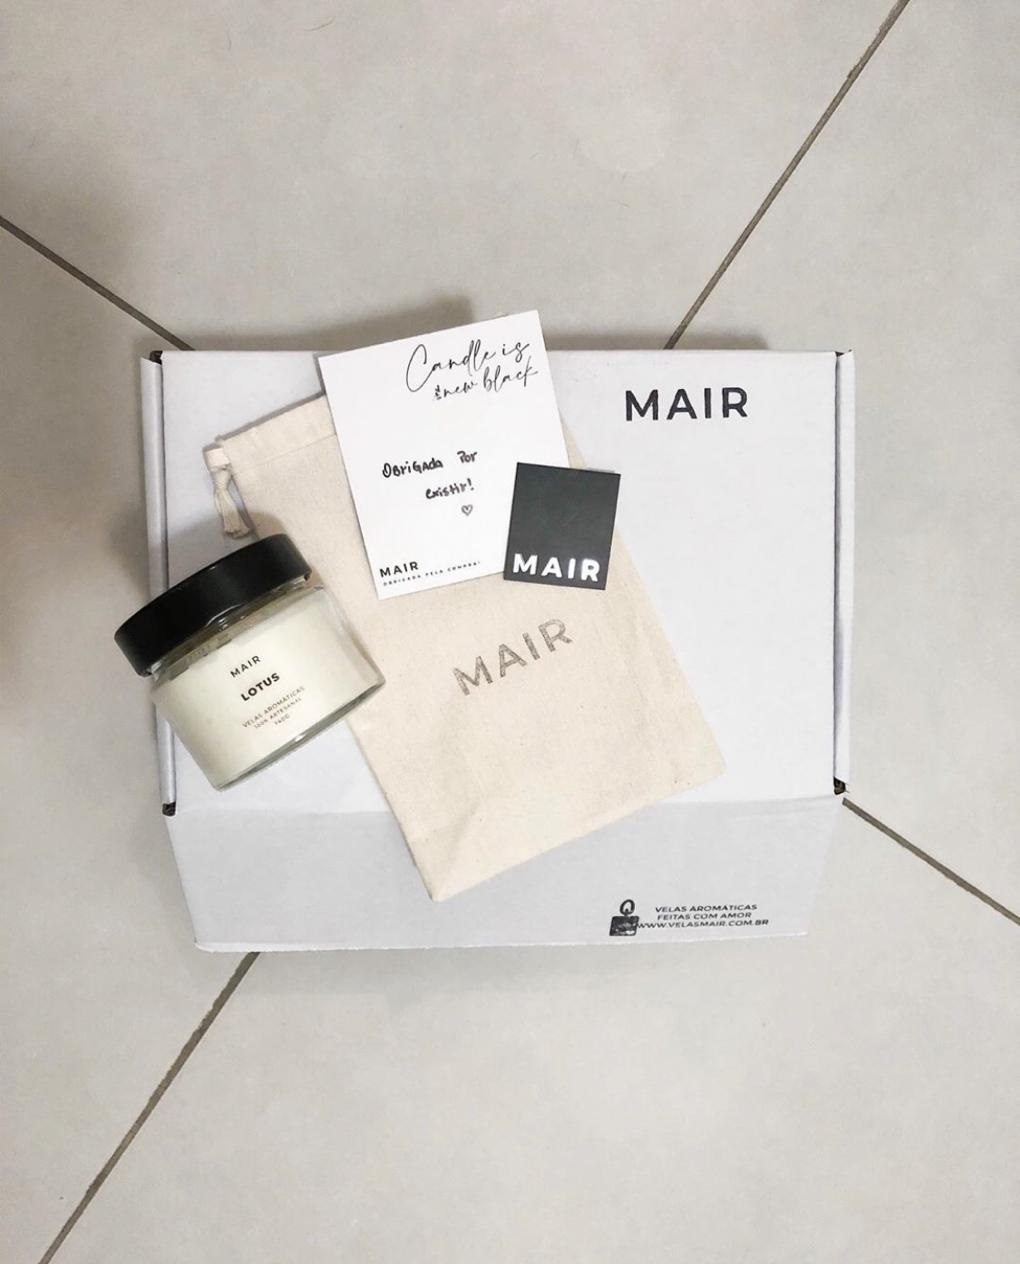 Candle is
the new black
MAIR
Obrigada por
existir!
MAIR
OBRIGADA PELA COMPRA!
MAIR
MAIR
MAIR
LOTUS
VELAS AROMÁTICAS
100% ARTESANAL
140G
VELAS AROMÁTICAS
FEITAS COM AMOR
WWW.VELASMAIR.COM.BR